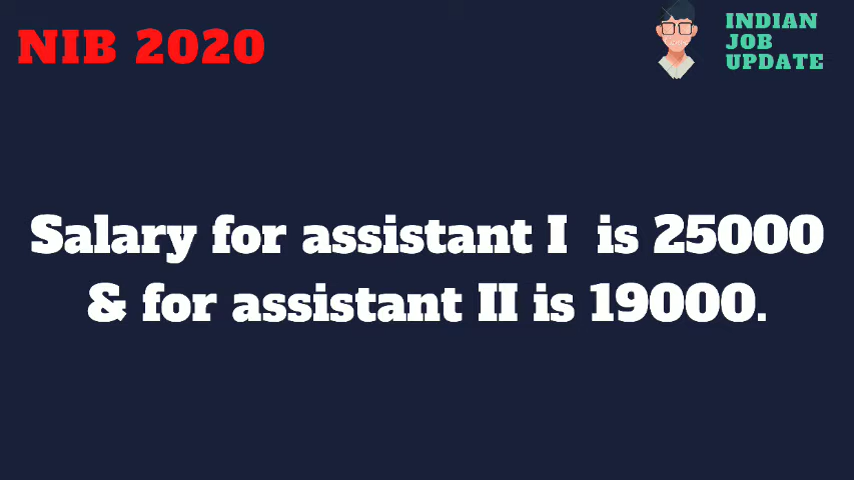 NIB 2020
INDIAN
JOB
UPDATE
Salary for assistant I is 25000
& for assistant II is 19000.